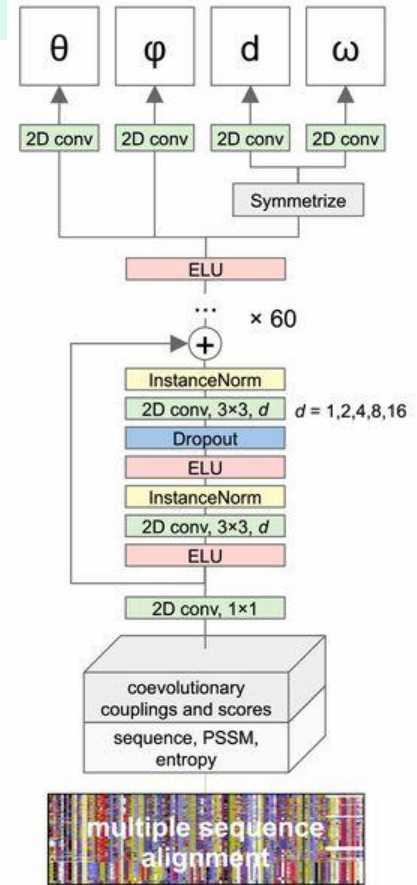 θ φ d ω
2D conv 2D conv 2D conv 2D conv
Symmetrize
ELU
...
× 60
+
InstanceNorm
2D conv, 3×3, d d = 1,2,4,8,16
Dropout
ELU
InstanceNorm
2D conv, 3×3, d
ELU
2D conv, 1×1
coevolutionary
couplings and scores
sequence, PSSM,
entropy
multiple sequence
alignment